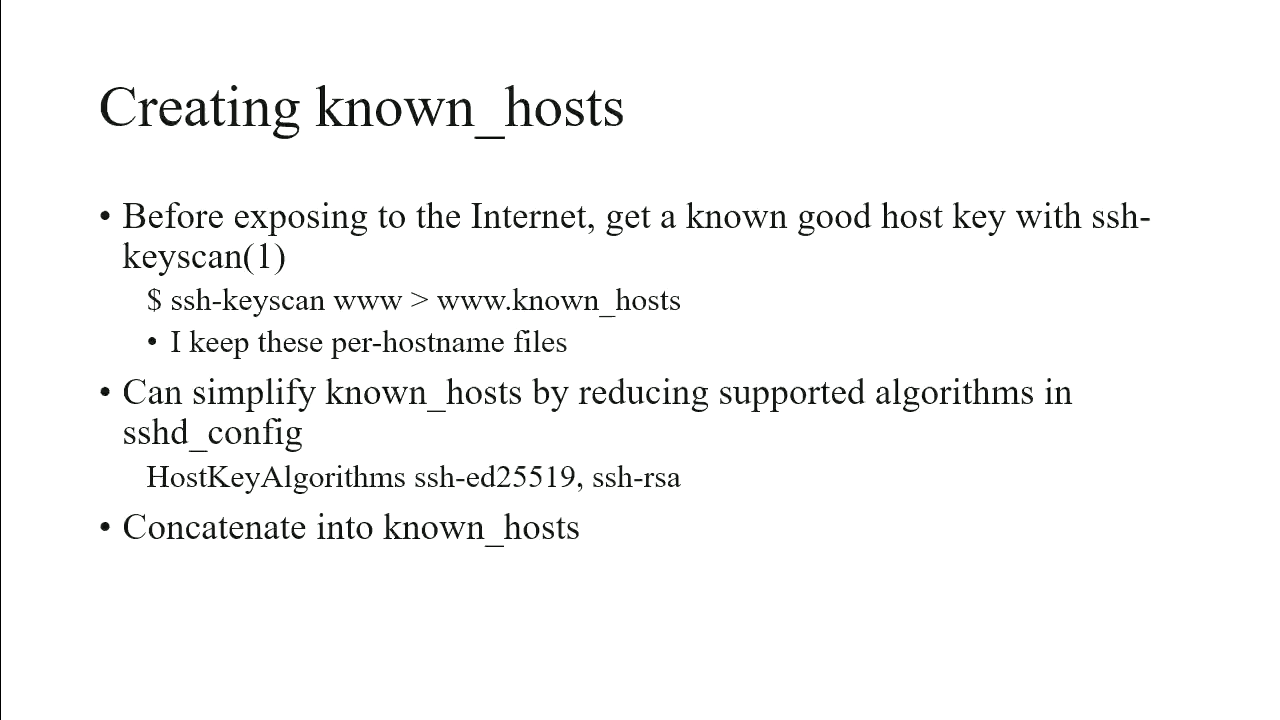 Creating known_hosts
• Before exposing to the Internet, get a known good host key with ssh-
keyscan(1)
$ ssh-keyscan www > www.known_hosts
• I keep these per-hostname files
• Can simplify known_hosts by reducing supported algorithms in
sshd_config
HostKeyAlgorithms ssh-ed25519, ssh-rsa
• Concatenate into known_hosts